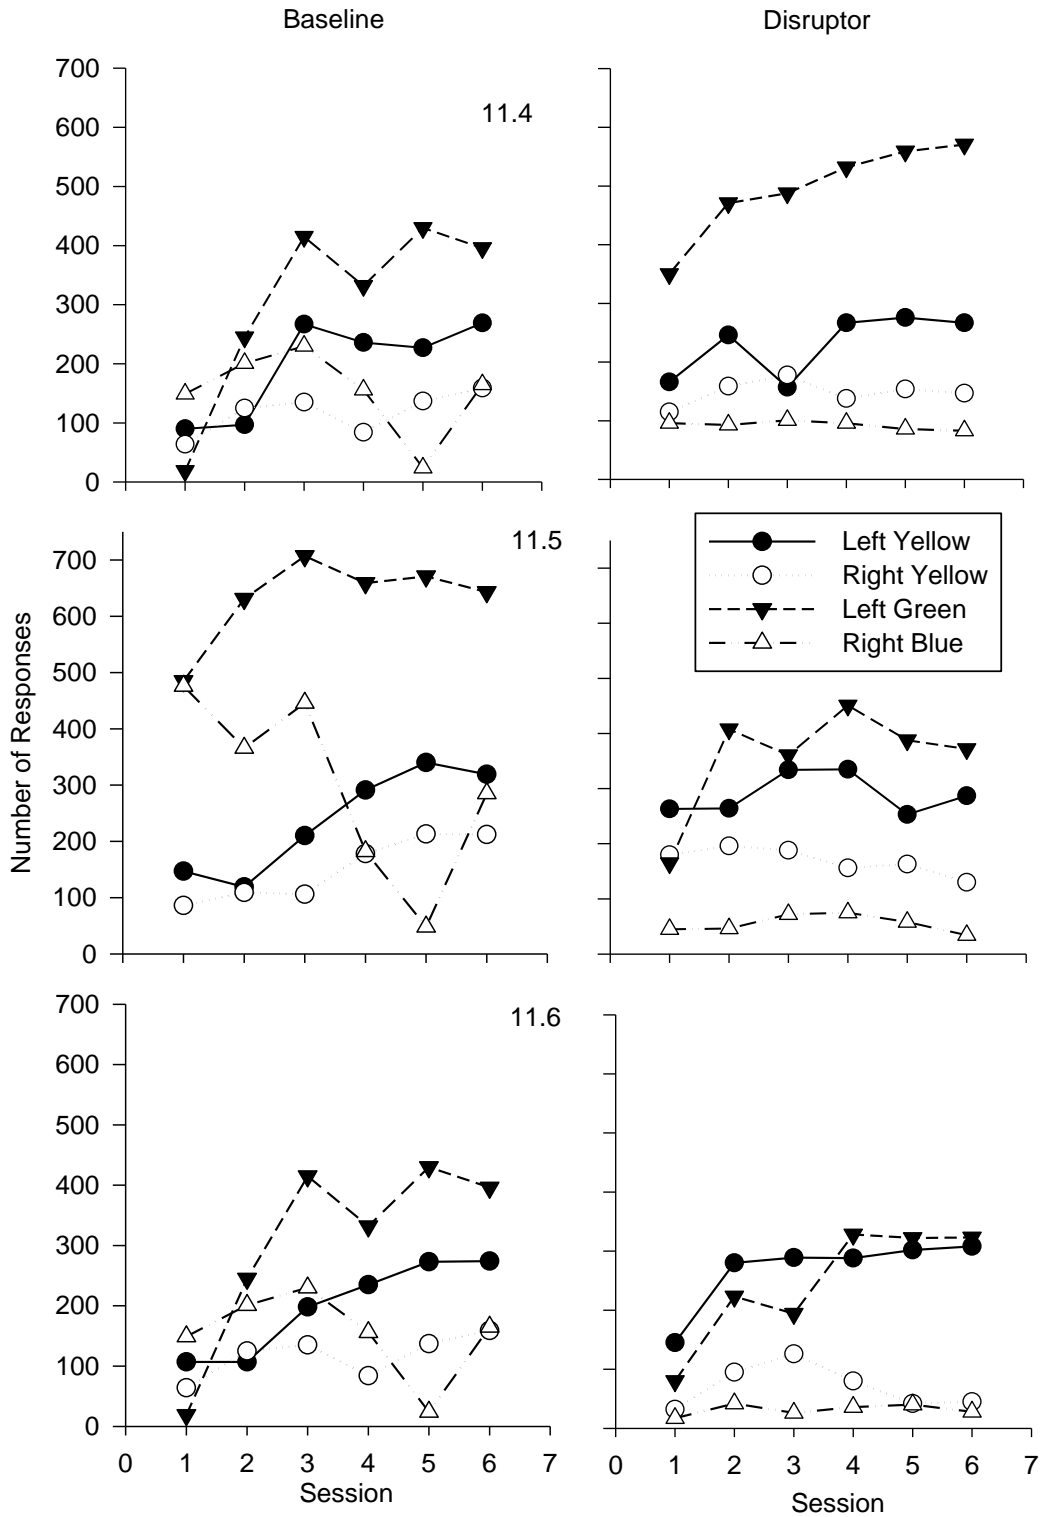 Baseline
Disruptor
700
600
500
400
300
200
100
0
11.4
Number of Responses
700
600
500
400
300
200
100
0
11.5
Left Yellow
Right Yellow
Left Green
Right Blue
700
600
500
400
300
200
100
0
11.6
0 1 2 3 4 5 6 7
Session
0 1 2 3 4 5 6 7
Session